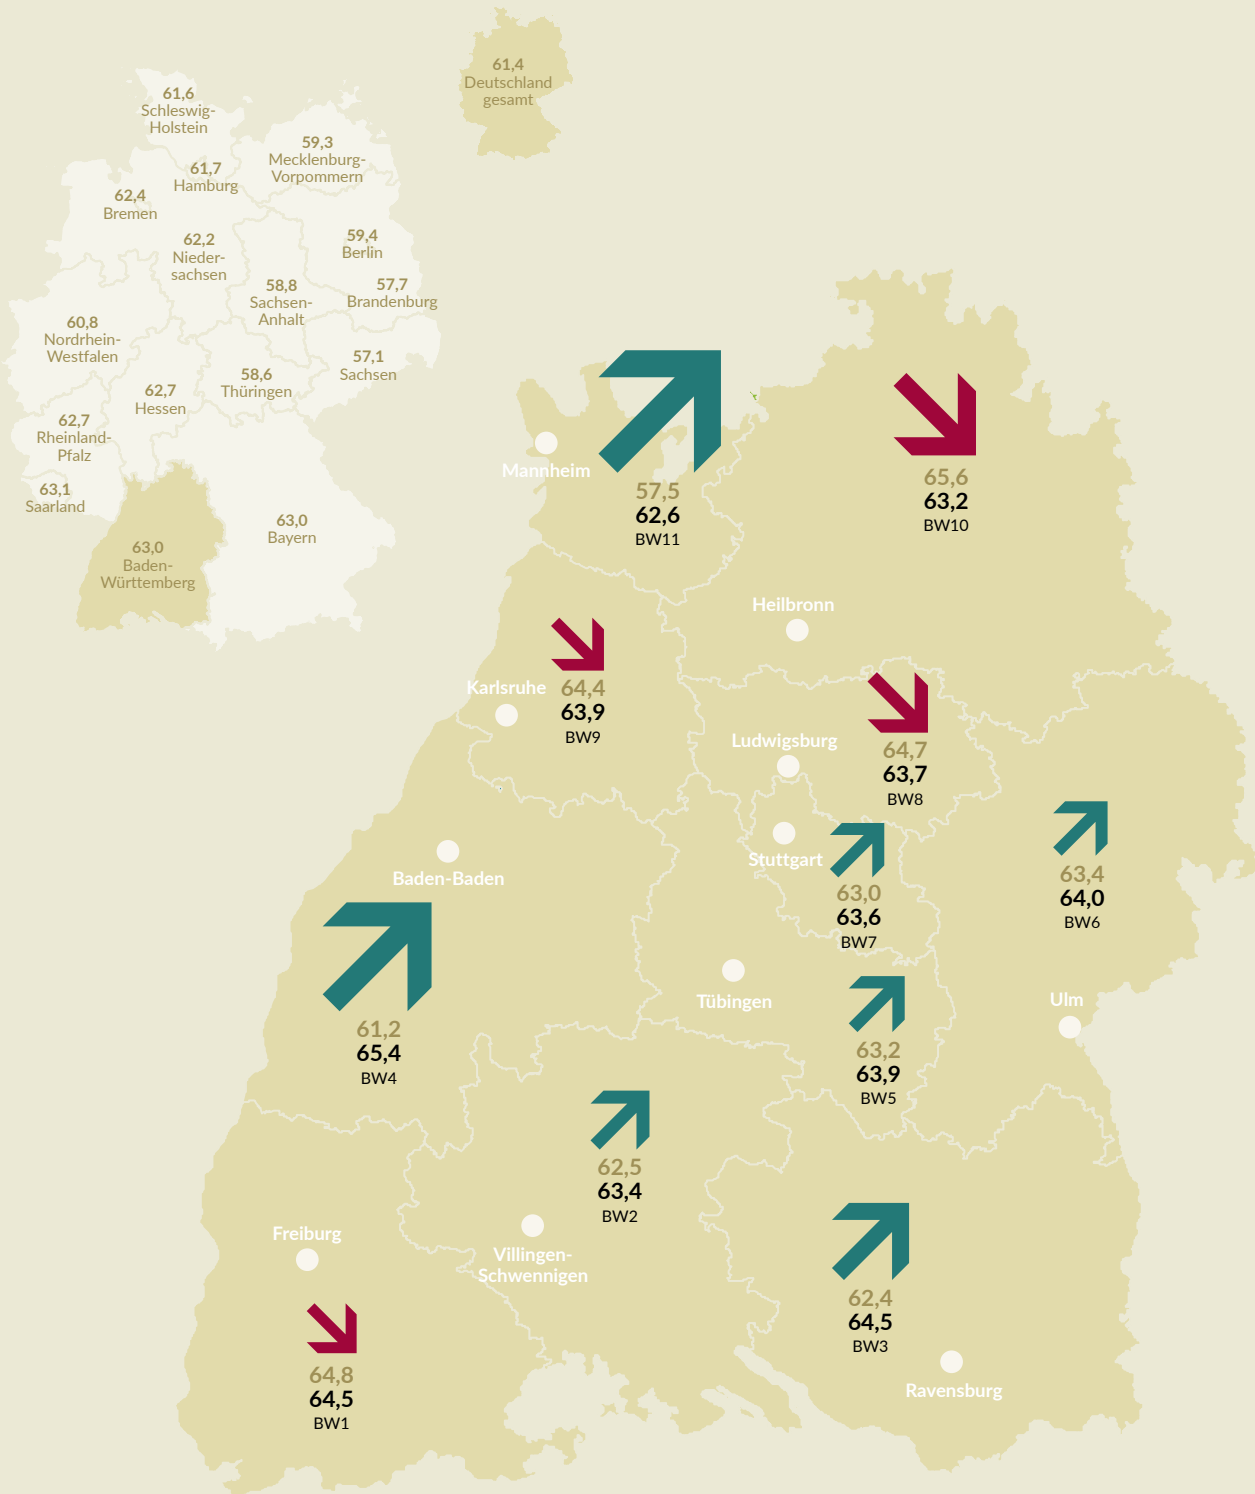 61,4
Deutschland
gesamt
61,6
Schleswig-
Holstein
59,3
Mecklenburg-
Vorpommern
61,7
Hamburg
62,4
Bremen
62,2
Nieder-
sachsen
59,4
Berlin
58,8
Sachsen-
Anhalt
57,7
Brandenburg
60,8
Nordrhein-
Westfalen
57,1
Sachsen
58,6
Thüringen
62,7
Hessen
62,7
Rheinland-
Pfalz
63,1
Saarland
63,0
Bayern
63,0
Baden-
Württemberg
Mannheim
57,5
62,6
BW11
65,6
63,2
BW10
Heilbronn
Karlsruhe
64,4
63,9
BW9
Ludwigsburg
64,7
63,7
BW8
Stuttgart
63,0
63,6
BW7
63,4
64,0
BW6
Baden-Baden
61,2
65,4
BW4
Tübingen
63,2
63,9
BW5
Ulm
62,5
63,4
BW2
Freiburg
Villingen-
Schwennigen
62,4
64,5
BW3
64,8
64,5
BW1
Ravensburg